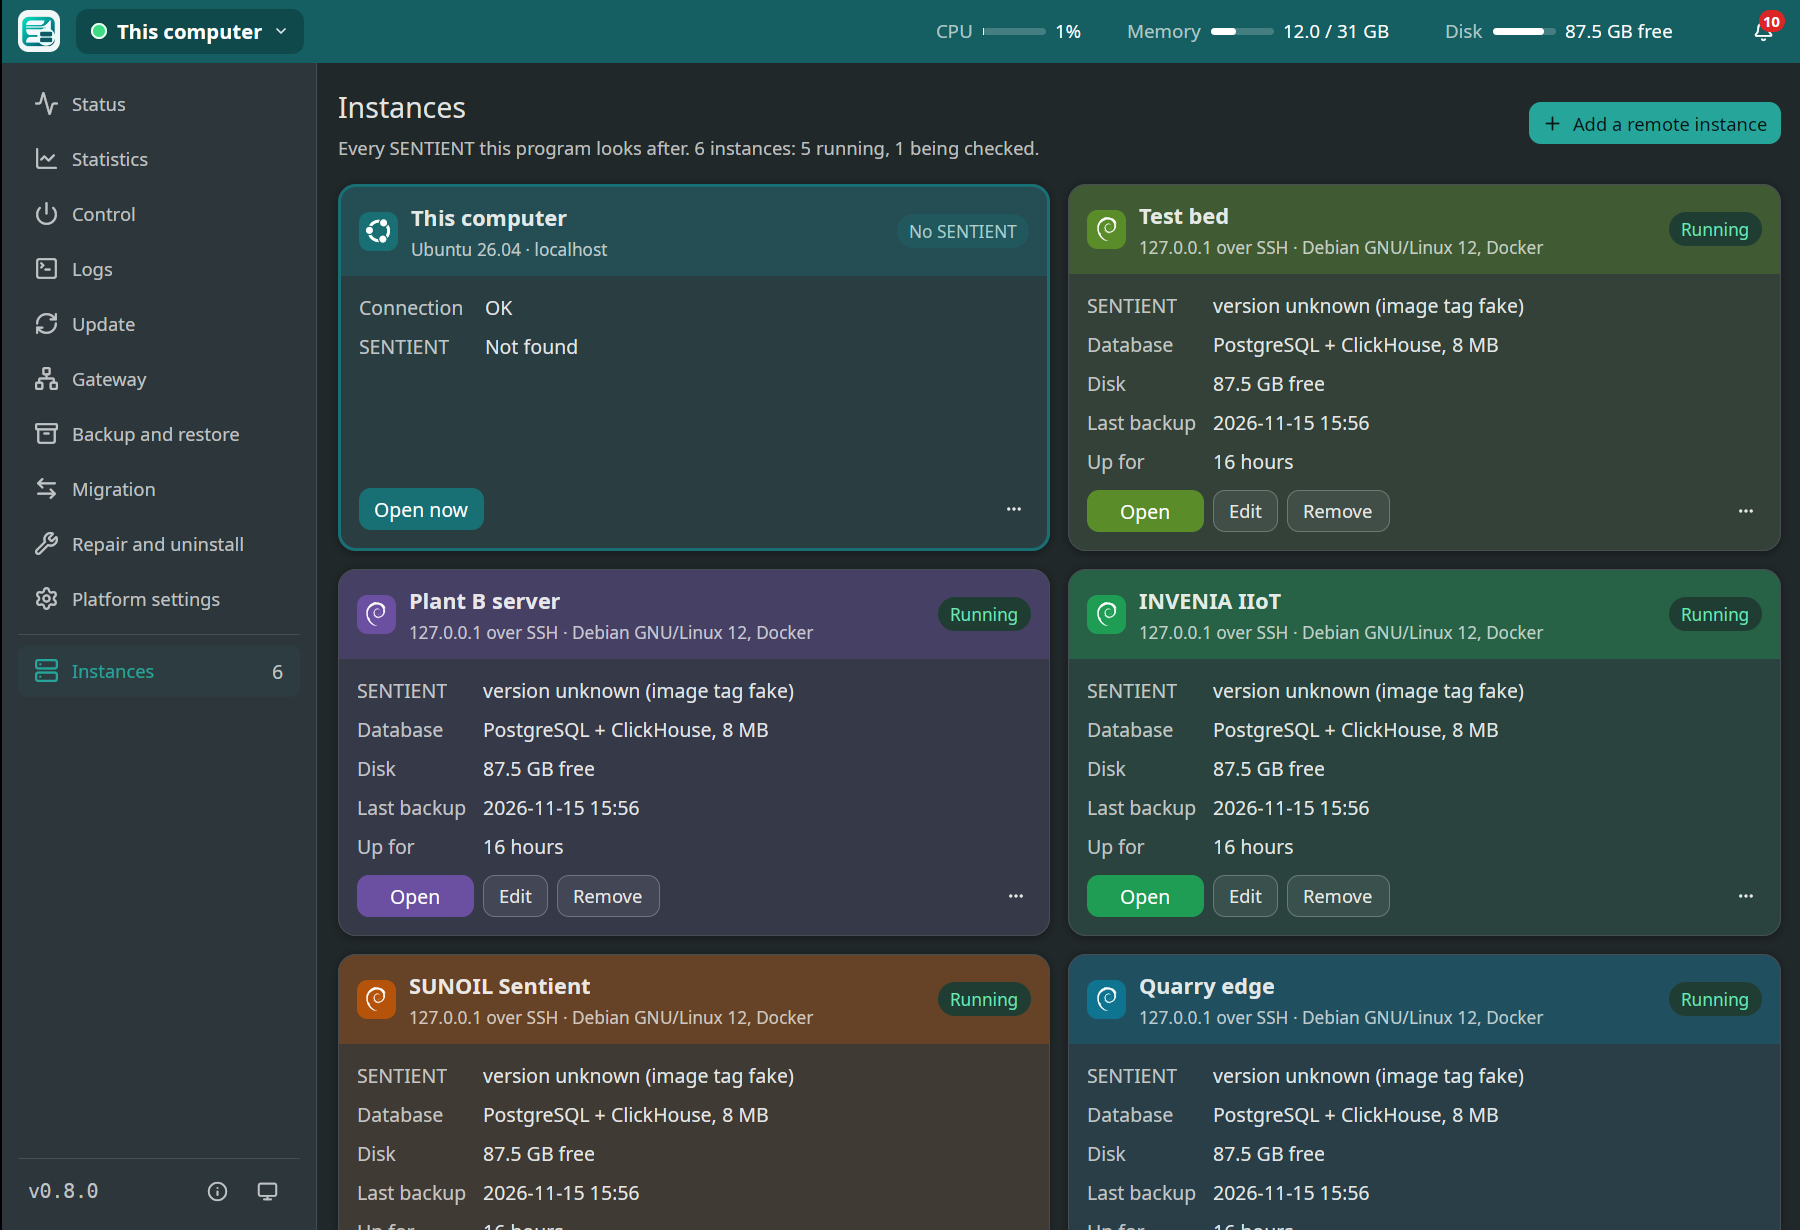 This computer
CPU 1%
Memory 12.0 / 31 GB
Disk 87.5 GB free
10
Status
Statistics
Control
Logs
Update
Gateway
Backup and restore
Migration
Repair and uninstall
Platform settings
Instances 6
v0.8.0
Instances
Every SENTIENT this program looks after. 6 instances: 5 running, 1 being checked.
+ Add a remote instance
This computer
Ubuntu 26.04 · localhost
No SENTIENT
Connection OK
SENTIENT Not found
Open now
Test bed
127.0.0.1 over SSH · Debian GNU/Linux 12, Docker
Running
SENTIENT version unknown (image tag fake)
Database PostgreSQL + ClickHouse, 8 MB
Disk 87.5 GB free
Last backup 2026-11-15 15:56
Up for 16 hours
Open Edit Remove
Plant B server
127.0.0.1 over SSH · Debian GNU/Linux 12, Docker
Running
SENTIENT version unknown (image tag fake)
Database PostgreSQL + ClickHouse, 8 MB
Disk 87.5 GB free
Last backup 2026-11-15 15:56
Up for 16 hours
Open Edit Remove
INVENIA IIoT
127.0.0.1 over SSH · Debian GNU/Linux 12, Docker
Running
SENTIENT version unknown (image tag fake)
Database PostgreSQL + ClickHouse, 8 MB
Disk 87.5 GB free
Last backup 2026-11-15 15:56
Up for 16 hours
Open Edit Remove
SUNOIL Sentient
127.0.0.1 over SSH · Debian GNU/Linux 12, Docker
Running
SENTIENT version unknown (image tag fake)
Database PostgreSQL + ClickHouse, 8 MB
Disk 87.5 GB free
Last backup 2026-11-15 15:56
Up for 16 hours
Quarry edge
127.0.0.1 over SSH · Debian GNU/Linux 12, Docker
Running
SENTIENT version unknown (image tag fake)
Database PostgreSQL + ClickHouse, 8 MB
Disk 87.5 GB free
Last backup 2026-11-15 15:56
Up for 16 hours